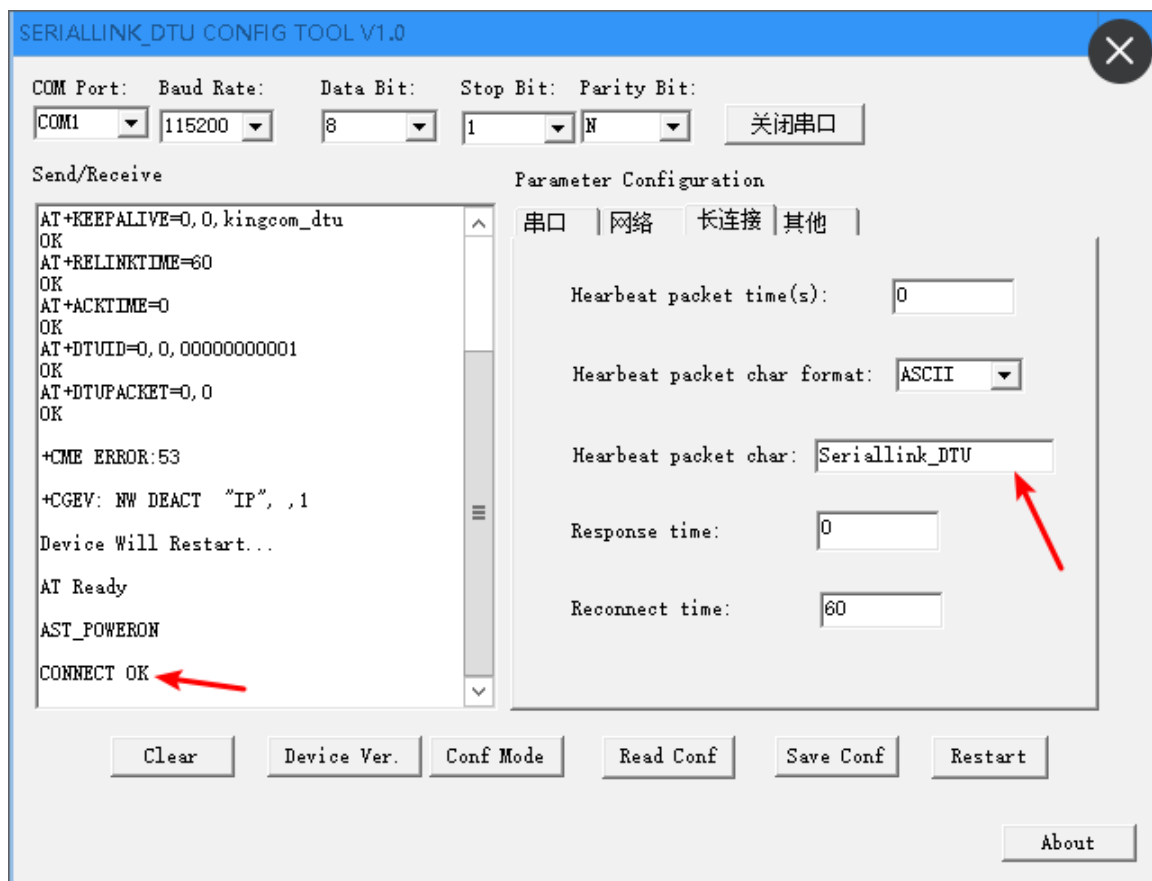 SERIALLINK_DTU CONFIG TOOL V1.0
COM Port: Baud Rate: Data Bit: Stop Bit: Parity Bit:
COM1 115200 8 1 N 关闭串口
Send/Receive
AT+KEEPALIVE=0,0,kingcom_dtu
OK
AT+RELINKTIME=60
OK
AT+ACKTIME=0
OK
AT+DTUID=0,0,00000000001
OK
AT+DTUPACKET=0,0
OK
+CME ERROR:53
+CGEV: NW DEACT "IP", ,1
Device Will Restart...
AT Ready
AST_POWERON
CONNECT OK
Parameter Configuration
串口 网络 长连接 其他
Hearbeat packet time(s): 0
Hearbeat packet char format: ASCII
Hearbeat packet char: Seriallink_DTU
Response time: 0
Reconnect time: 60
Clear Device Ver. Conf Mode Read Conf Save Conf Restart
About